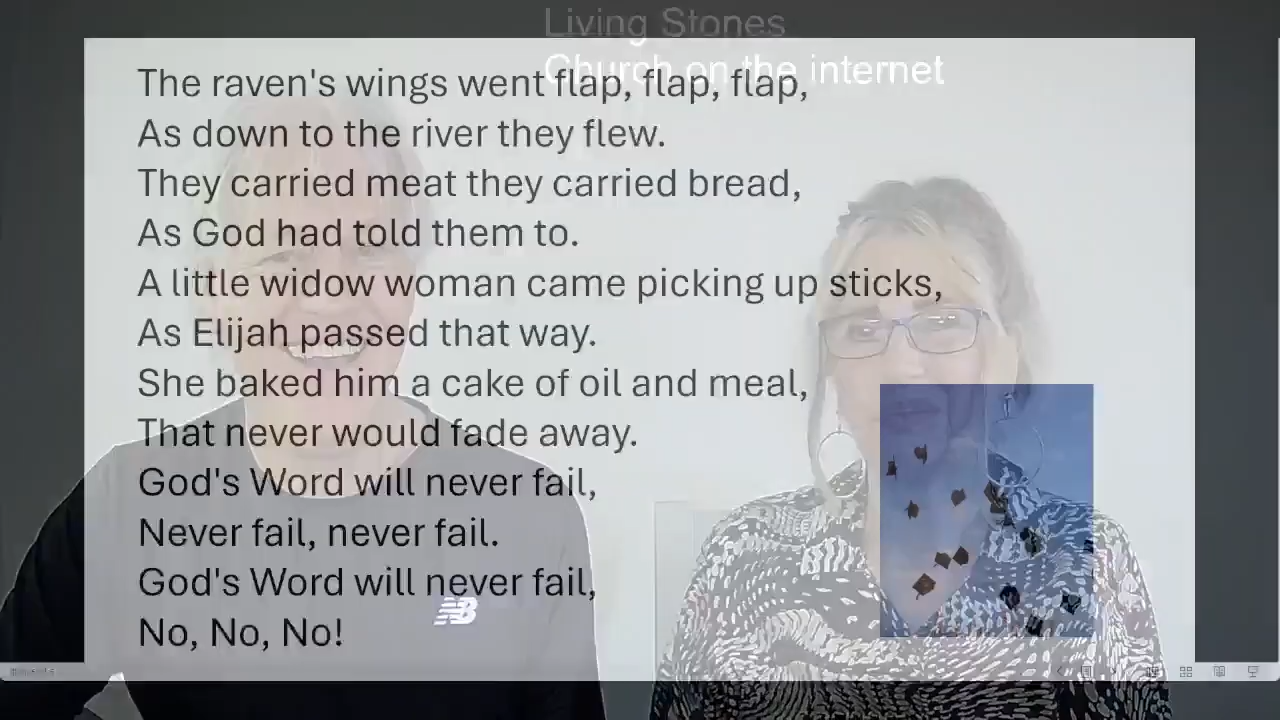 Living Stones
Church on the internet
The raven's wings went flap, flap, flap,
As down to the river they flew.
They carried meat they carried bread,
As God had told them to.
A little widow woman came picking up sticks,
As Elijah passed that way.
She baked him a cake of oil and meal,
That never would fade away.
God's Word will never fail,
Never fail, never fail.
God's Word will never fail,
No, No, No!
NB